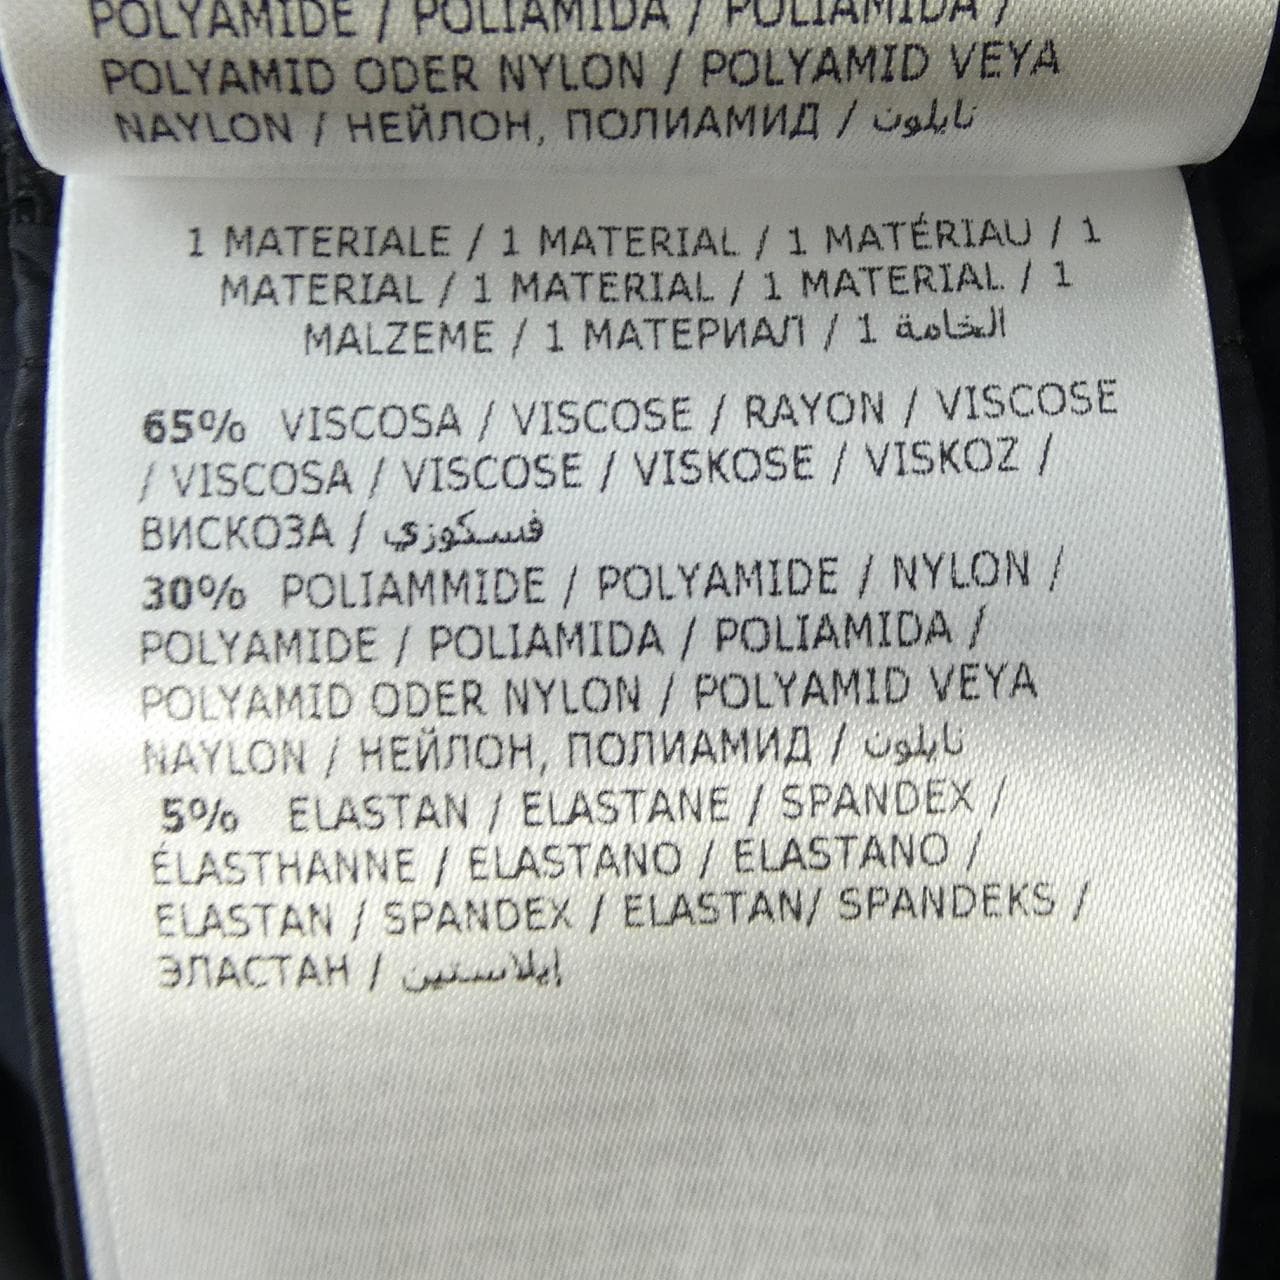 POLYAMIDE / POLIAMIDA / POLIAMIDA /
POLYAMID ODER NYLON / POLYAMID VEYA
NAYLON / НЕЙЛОН, ПОЛИАМИД / نايلون
1 MATERIALE / 1 MATERIAL / 1 MATÉRIAU / 1
MATERIAL / 1 MATERIAL / 1 MATERIAL / 1
MALZEME / 1 МАТЕРИАЛ / 1 الخامة
65% VISCOSA / VISCOSE / RAYON / VISCOSE
/ VISCOSA / VISCOSE / VISKOSE / VISKOZ /
ВИСКОЗА / فسكوزي
30% POLIAMMIDE / POLYAMIDE / NYLON /
POLYAMIDE / POLIAMIDA / POLIAMIDA /
POLYAMID ODER NYLON / POLYAMID VEYA
NAYLON / НЕЙЛОН, ПОЛИАМИД / نايلون
5% ELASTAN / ELASTANE / SPANDEX /
ÉLASTHANNE / ELASTANO / ELASTANO /
ELASTAN / SPANDEX / ELASTAN/ SPANDEKS /
ЭЛАСТАН / إيلاستين